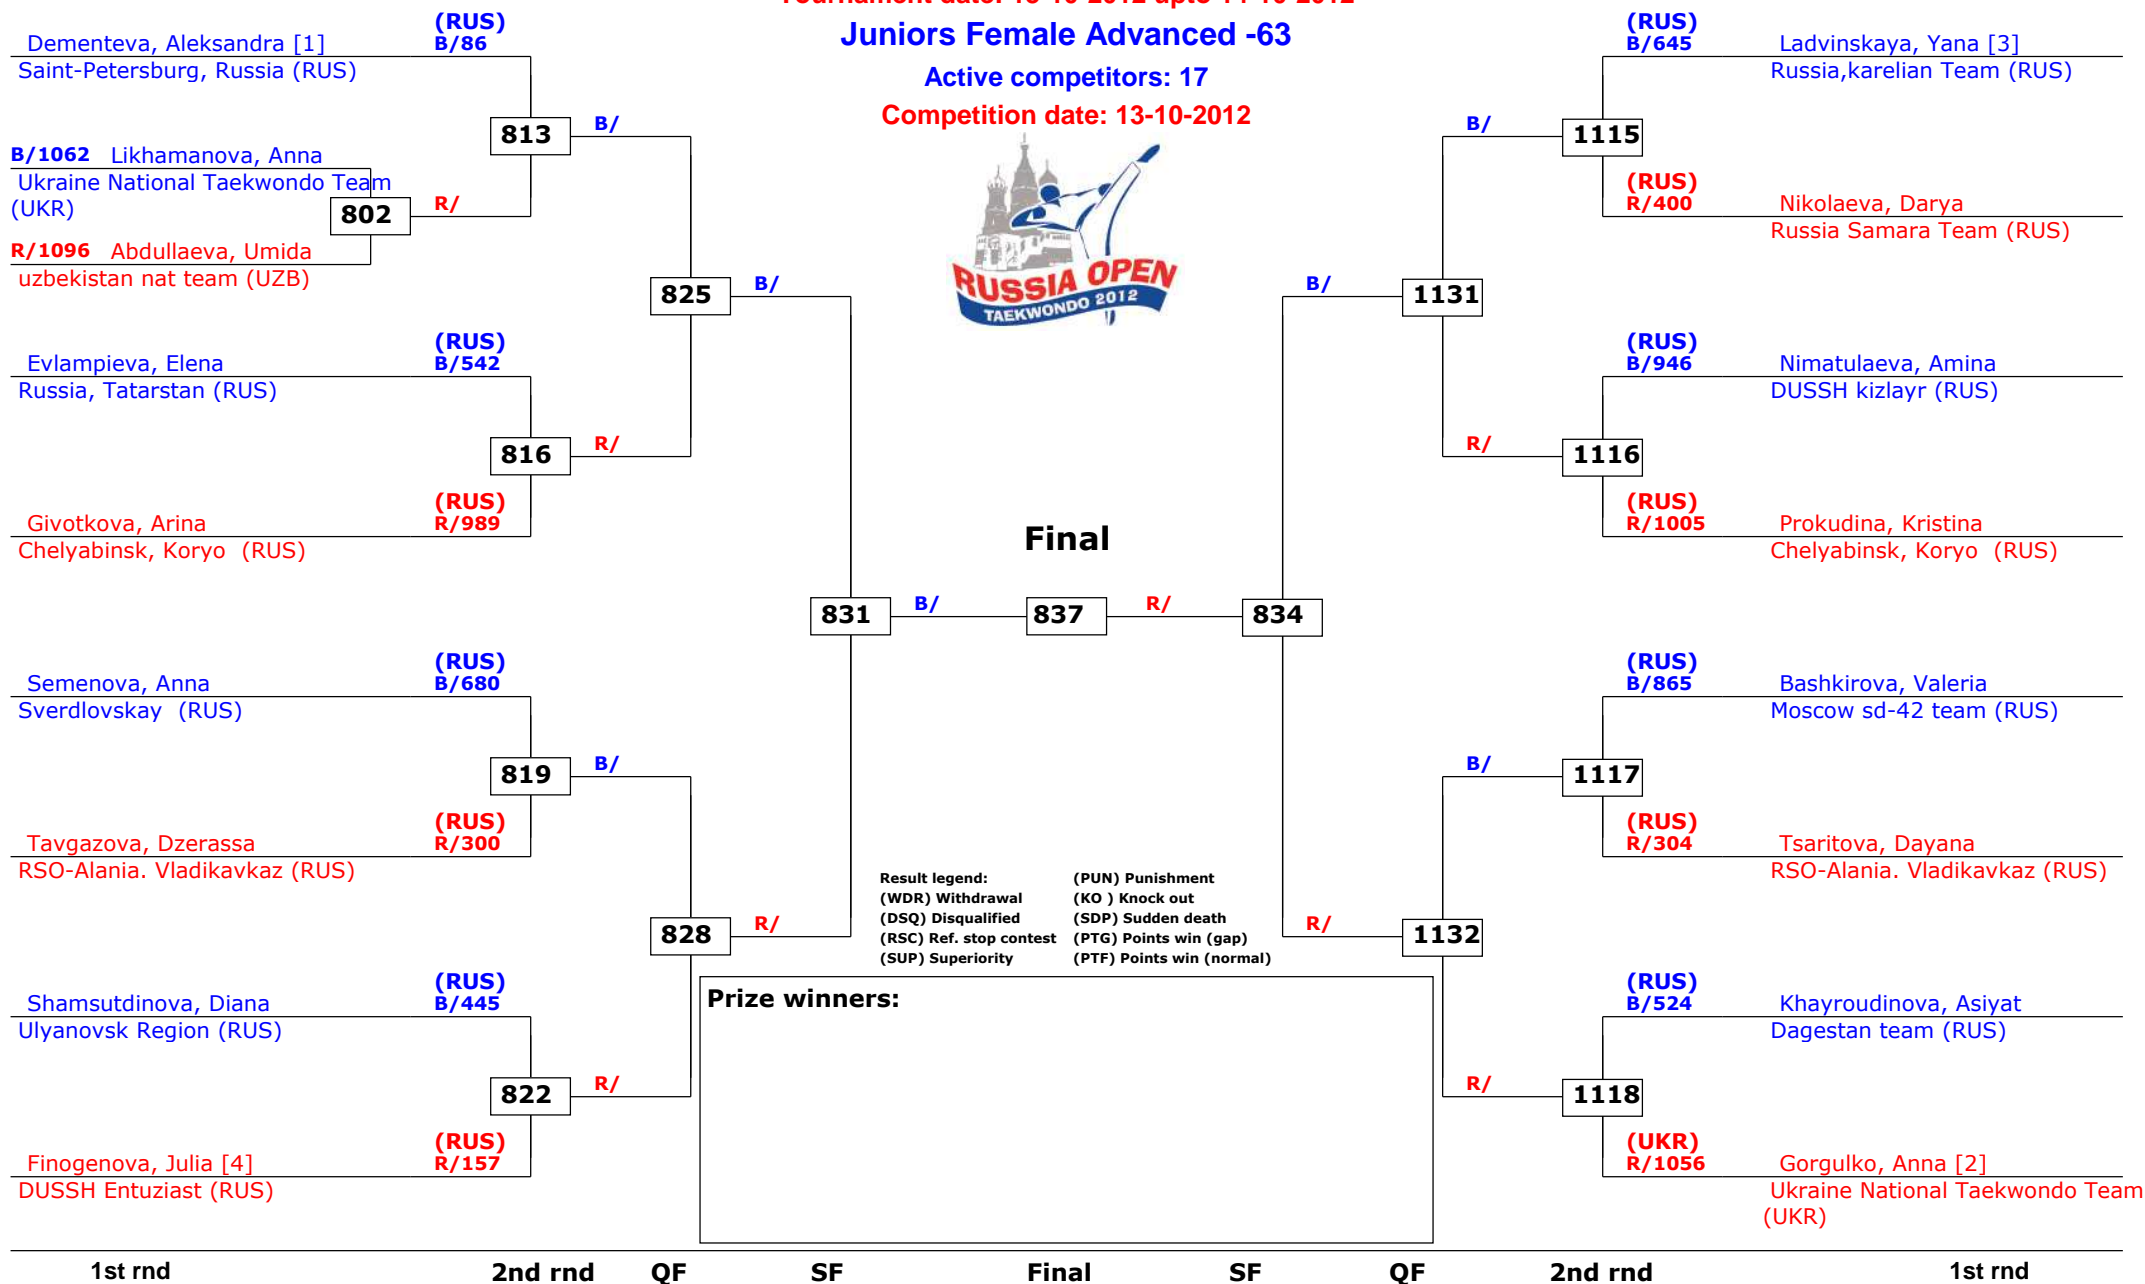 Tournament date: 13-10-2012 upto 14-10-2012
Juniors Female Advanced -63
Active competitors: 17
Competition date: 13-10-2012
RUSSIA OPEN
TAEKWONDO 2012
(RUS)
Dementeva, Aleksandra [1] B/86
Saint-Petersburg, Russia (RUS)
813 B/
B/1062 Likhamanova, Anna
Ukraine National Taekwondo Team
(UKR)
802 R/
R/1096 Abdullaeva, Umida
uzbekistan nat team (UZB)
825 B/
(RUS)
Evlampieva, Elena B/542
Russia, Tatarstan (RUS)
816 R/
(RUS)
Givotkova, Arina R/989
Chelyabinsk, Koryo (RUS)
(RUS)
Semenova, Anna B/680
Sverdlovskay (RUS)
819 B/
(RUS)
Tavgazova, Dzerassa R/300
RSO-Alania. Vladikavkaz (RUS)
828 R/
(RUS)
Shamsutdinova, Diana B/445
Ulyanovsk Region (RUS)
822 R/
(RUS)
Finogenova, Julia [4] R/157
DUSSH Entuziast (RUS)
Final
831 B/ 837 R/ 834
(RUS)
B/645 Ladvinskaya, Yana [3]
Russia,karelian Team (RUS)
B/ 1115
(RUS)
R/400 Nikolaeva, Darya
Russia Samara Team (RUS)
B/ 1131
(RUS)
B/946 Nimatulaeva, Amina
DUSSH kizlayr (RUS)
R/ 1116
(RUS)
R/1005 Prokudina, Kristina
Chelyabinsk, Koryo (RUS)
(RUS)
B/865 Bashkirova, Valeria
Moscow sd-42 team (RUS)
B/ 1117
(RUS)
R/304 Tsaritova, Dayana
RSO-Alania. Vladikavkaz (RUS)
R/ 1132
(RUS)
B/524 Khayroudinova, Asiyat
Dagestan team (RUS)
R/ 1118
(UKR)
R/1056 Gorgulko, Anna [2]
Ukraine National Taekwondo Team
(UKR)
Result legend: (PUN) Punishment
(WDR) Withdrawal (KO ) Knock out
(DSQ) Disqualified (SDP) Sudden death
(RSC) Ref. stop contest (PTG) Points win (gap)
(SUP) Superiority (PTF) Points win (normal)
Prize winners:
1st rnd 2nd rnd QF SF Final SF QF 2nd rnd 1st rnd